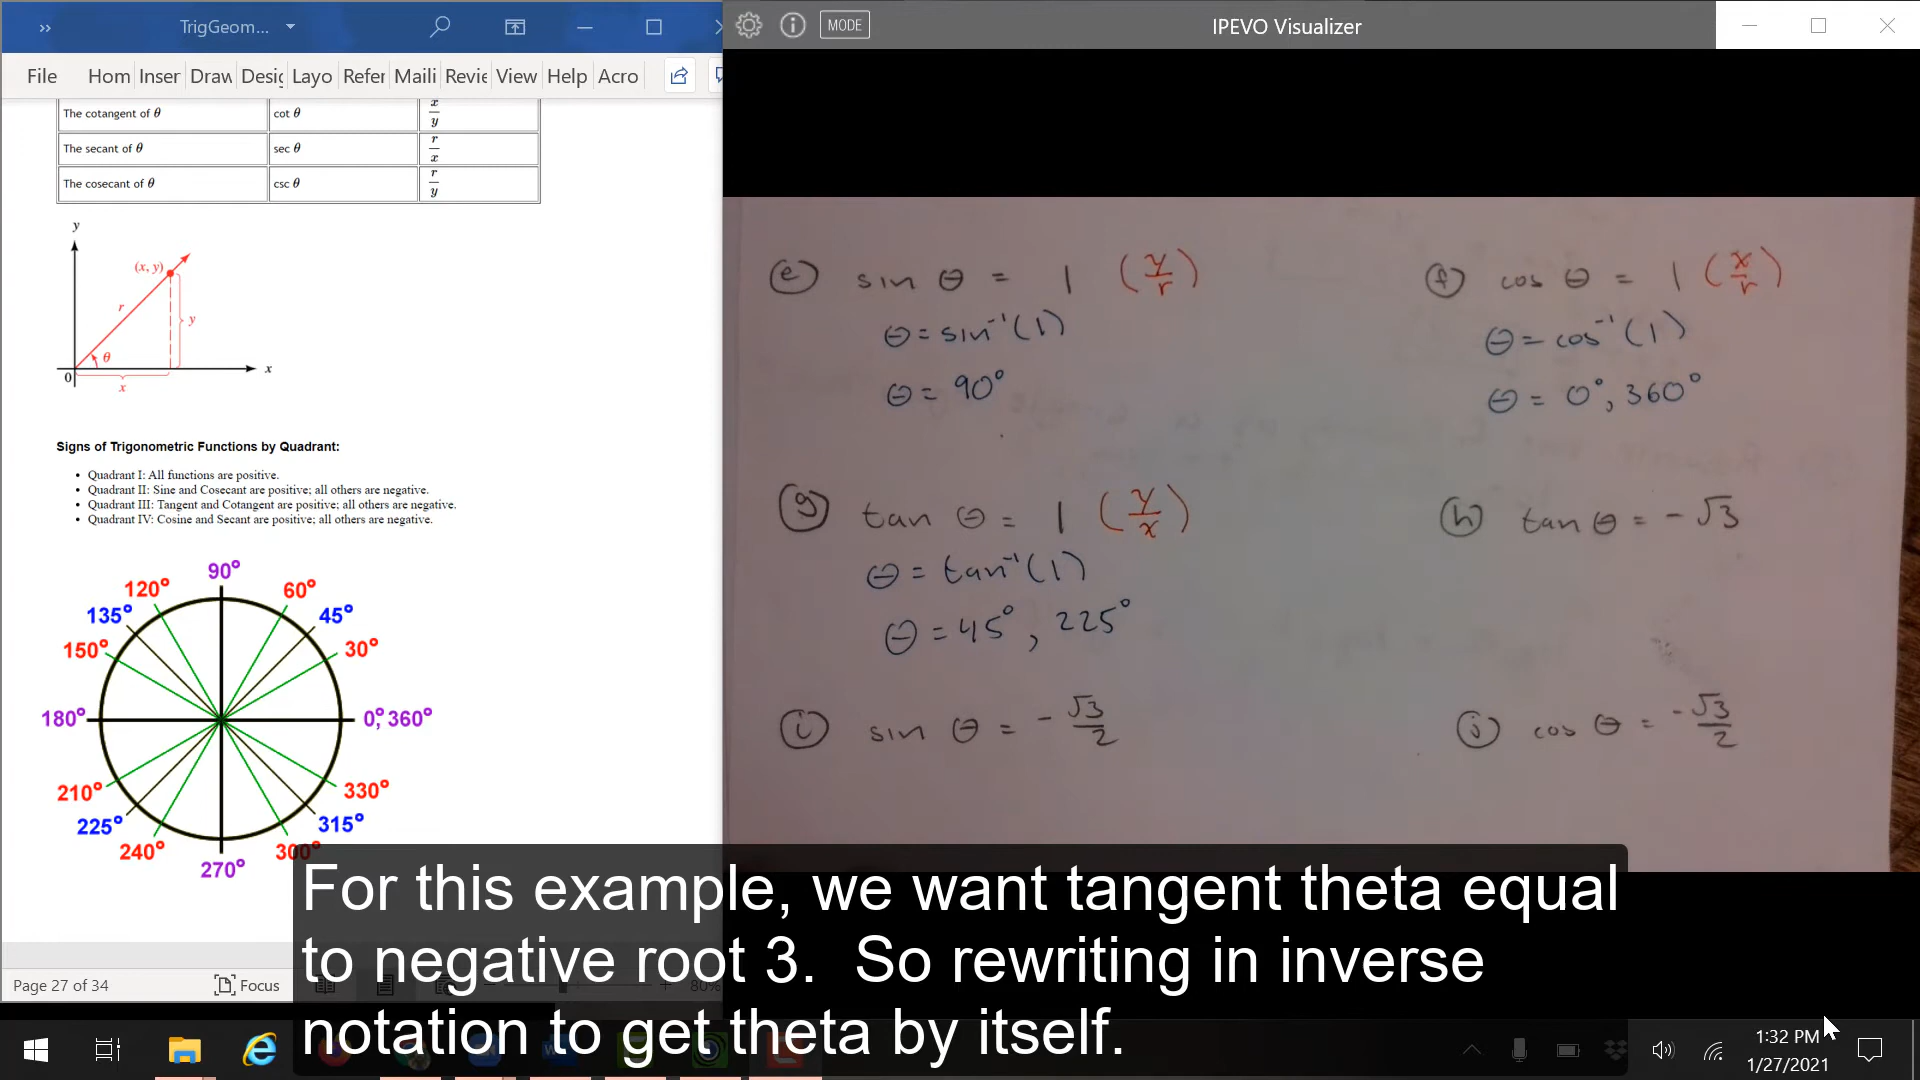 TrigGeom...
File Hom Inser Draw Desig Layo Refer Maili Revie View Help Acro
The cotangent of θ cot θ x/y
The secant of θ sec θ r/x
The cosecant of θ csc θ r/y
y
(x, y)
r
y
θ
0
x
x
Signs of Trigonometric Functions by Quadrant:
• Quadrant I: All functions are positive.
• Quadrant II: Sine and Cosecant are positive; all others are negative.
• Quadrant III: Tangent and Cotangent are positive; all others are negative.
• Quadrant IV: Cosine and Secant are positive; all others are negative.
90°
120° 60°
135° 45°
150° 30°
180° 0°, 360°
210° 330°
225° 315°
240° 300°
270°
Page 27 of 34 Focus 80%
MODE IPEVO Visualizer
(e) sin θ = 1 (y/r)
θ = sin⁻¹(1)
θ = 90°
(f) cos θ = 1 (x/r)
θ = cos⁻¹(1)
θ = 0°, 360°
(g) tan θ = 1 (y/x)
θ = tan⁻¹(1)
θ = 45°, 225°
(h) tan θ = -√3
(i) sin θ = -√3/2
(j) cos θ = -√3/2
For this example, we want tangent theta equal
to negative root 3. So rewriting in inverse
notation to get theta by itself.
1:32 PM
1/27/2021